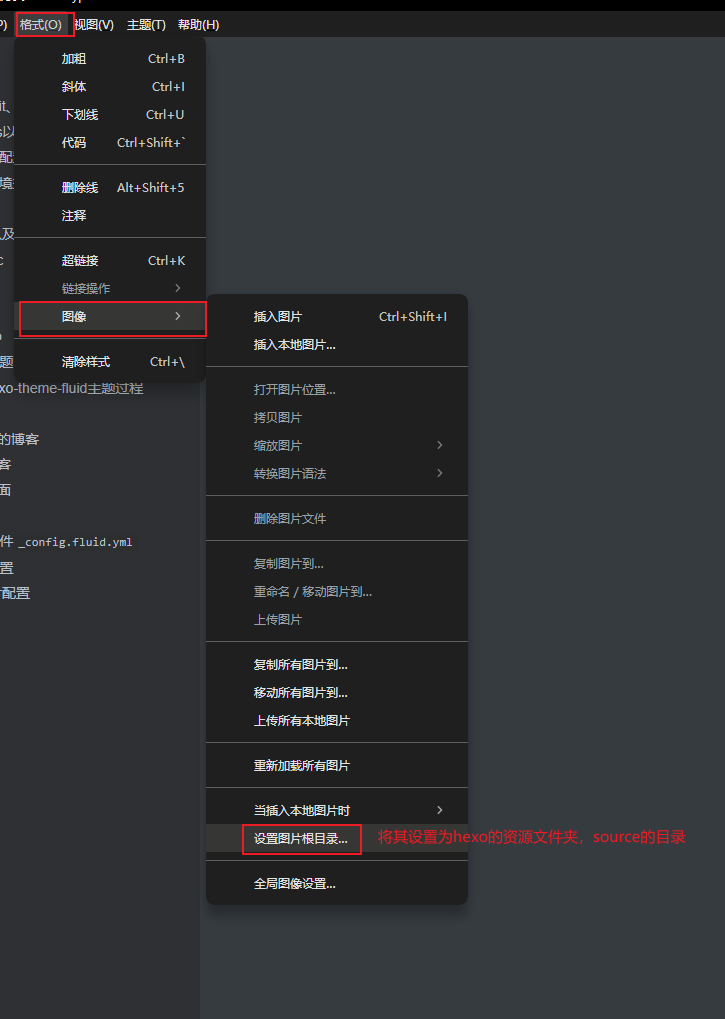 格式(O) 视图(V) 主题(T) 帮助(H)
加粗 Ctrl+B
斜体 Ctrl+I
下划线 Ctrl+U
代码 Ctrl+Shift+`
删除线 Alt+Shift+5
注释
超链接 Ctrl+K
链接操作
图像
清除样式 Ctrl+\
插入图片 Ctrl+Shift+I
插入本地图片...
打开图片位置...
拷贝图片
缩放图片
转换图片语法
删除图片文件
复制图片到...
重命名 / 移动图片到...
上传图片
复制所有图片到...
移动所有图片到...
上传所有本地图片
重新加载所有图片
当插入本地图片时
设置图片根目录... 将其设置为hexo的资源文件夹，source的目录
全局图像设置...
xo-theme-fluid主题过程
的博客
客
面
件 _config.fluid.yml
置
配置